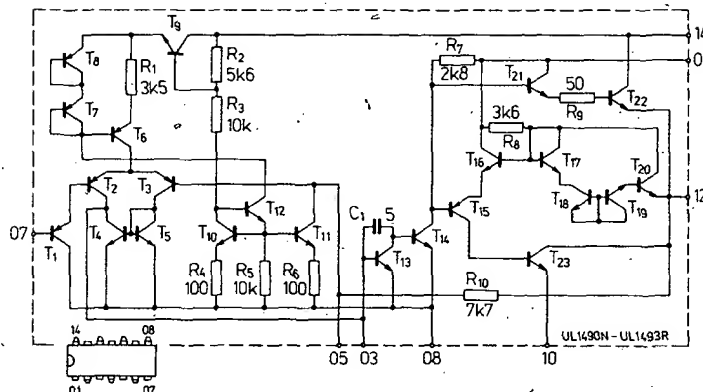 T9
14
R7
2k8
01
T8
R1
3k5
R2
5k6
T21
50
R9
T22
T7
R3
10k
3k6
R8
T6
T16
T17
T20
T2
T3
T12
T15
T18
T19
12
07
T1
T4
T5
T10
T11
C1
5
T14
T13
T23
R4
100
R5
10k
R6
100
R10
7k7
UL1490N-UL1493R
05
03
08
10
14
08
01
07